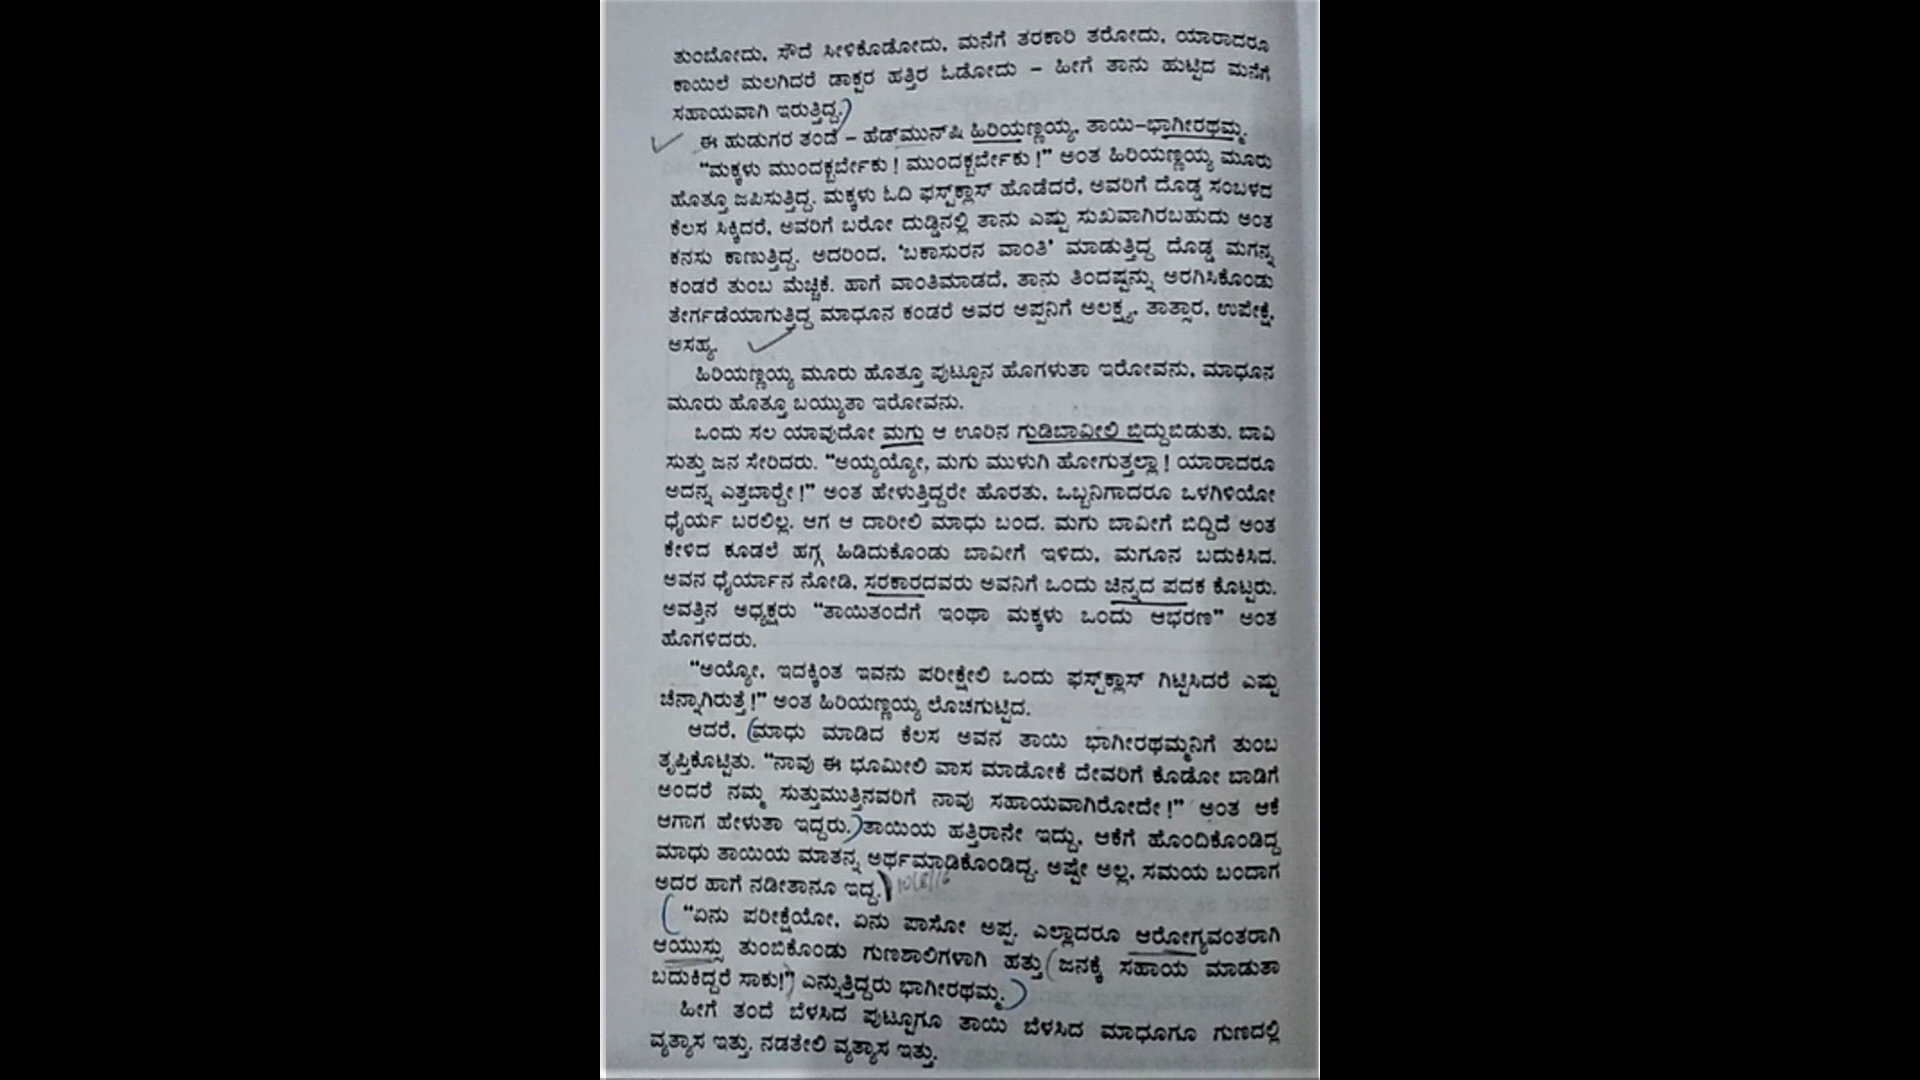 ತುಂಬೋದು, ಸೌದೆ ಸೀಳಿಕೊಡೋದು, ಮನೆಗೆ ತರಕಾರಿ ತರೋದು, ಯಾರಾದರೂ
ಕಾಯಿಲೆ ಮಲಗಿದರೆ ಡಾಕ್ಟರ ಹತ್ತಿರ ಓಡೋದು – ಹೀಗೆ ತಾನು ಹುಟ್ಟಿದ ಮನೆಗೆ
ಸಹಾಯವಾಗಿ ಇರುತ್ತಿದ್ದ.
ಈ ಹುಡುಗರ ತಂದೆ – ಹೆಡ್‌ಮುನ್‌ಷಿ ಹಿರಿಯಣ್ಣಯ್ಯ, ತಾಯಿ–ಭಾಗೀರಥಮ್ಮ.
“ಮಕ್ಕಳು ಮುಂದಕ್ಬರ್ಬೇಕು ! ಮುಂದಕ್ಬರ್ಬೇಕು !” ಅಂತ ಹಿರಿಯಣ್ಣಯ್ಯ ಮೂರು
ಹೊತ್ತೂ ಜಪಿಸುತ್ತಿದ್ದ. ಮಕ್ಕಳು ಓದಿ ಫಸ್ಟ್‌ಕ್ಲಾಸ್ ಹೊಡೆದರೆ, ಅವರಿಗೆ ದೊಡ್ಡ ಸಂಬಳದ
ಕೆಲಸ ಸಿಕ್ಕಿದರೆ, ಅವರಿಗೆ ಬರೋ ದುಡ್ಡಿನಲ್ಲಿ ತಾನು ಎಷ್ಟು ಸುಖವಾಗಿರಬಹುದು ಅಂತ
ಕನಸು ಕಾಣುತ್ತಿದ್ದ. ಅದರಿಂದ, ‘ಬಕಾಸುರನ ವಾಂತಿ’ ಮಾಡುತ್ತಿದ್ದ ದೊಡ್ಡ ಮಗನ್ನ
ಕಂಡರೆ ತುಂಬ ಮೆಚ್ಚಿಕೆ. ಹಾಗೆ ವಾಂತಿಮಾಡದೆ, ತಾನು ತಿಂದಷ್ಟನ್ನು ಅರಗಿಸಿಕೊಂಡು
ತೇರ್ಗಡೆಯಾಗುತ್ತಿದ್ದ ಮಾಧೂನ ಕಂಡರೆ ಅವರ ಅಪ್ಪನಿಗೆ ಅಲಕ್ಷ್ಯ, ತಾತ್ಸಾರ, ಉಪೇಕ್ಷೆ,
ಅಸಹ್ಯ.
ಹಿರಿಯಣ್ಣಯ್ಯ ಮೂರು ಹೊತ್ತೂ ಪುಟ್ಟೂನ ಹೊಗಳುತಾ ಇರೋವನು, ಮಾಧೂನ
ಮೂರು ಹೊತ್ತೂ ಬಯ್ಯುತಾ ಇರೋವನು.
ಒಂದು ಸಲ ಯಾವುದೋ ಮಗು ಆ ಊರಿನ ಗುಡಿಬಾವೀಲಿ ಬಿದ್ದುಬಿಡುತು. ಬಾವಿ
ಸುತ್ತು ಜನ ಸೇರಿದರು. “ಅಯ್ಯಯ್ಯೋ, ಮಗು ಮುಳುಗಿ ಹೋಗುತ್ತಲ್ಲಾ ! ಯಾರಾದರೂ
ಅದನ್ನ ಎತ್ತಬಾರ್‍ದೇ !” ಅಂತ ಹೇಳುತ್ತಿದ್ದರೇ ಹೊರತು, ಒಬ್ಬನಿಗಾದರೂ ಒಳಗಿಳಿಯೋ
ಧೈರ್ಯ ಬರಲಿಲ್ಲ. ಆಗ ಆ ದಾರೀಲಿ ಮಾಧು ಬಂದ. ಮಗು ಬಾವೀಗೆ ಬಿದ್ದಿದೆ ಅಂತ
ಕೇಳಿದ ಕೂಡಲೆ ಹಗ್ಗ ಹಿಡಿದುಕೊಂಡು ಬಾವೀಗೆ ಇಳಿದು, ಮಗೂನ ಬದುಕಿಸಿದ.
ಅವನ ಧೈರ್ಯಾನ ನೋಡಿ, ಸರಕಾರದವರು ಅವನಿಗೆ ಒಂದು ಚಿನ್ನದ ಪದಕ ಕೊಟ್ಟರು.
ಅವತ್ತಿನ ಅಧ್ಯಕ್ಷರು “ತಾಯಿತಂದೆಗೆ ಇಂಥಾ ಮಕ್ಕಳು ಒಂದು ಆಭರಣ” ಅಂತ
ಹೊಗಳಿದರು.
“ಅಯ್ಯೋ, ಇದಕ್ಕಿಂತ ಇವನು ಪರೀಕ್ಷೇಲಿ ಒಂದು ಫಸ್ಟ್‌ಕ್ಲಾಸ್ ಗಿಟ್ಟಿಸಿದರೆ ಎಷ್ಟು
ಚೆನ್ನಾಗಿರುತ್ತೆ !” ಅಂತ ಹಿರಿಯಣ್ಣಯ್ಯ ಲೊಚಗುಟ್ಟಿದ.
ಆದರೆ, ಮಾಧು ಮಾಡಿದ ಕೆಲಸ ಅವನ ತಾಯಿ ಭಾಗೀರಥಮ್ಮನಿಗೆ ತುಂಬ
ತೃಪ್ತಿಕೊಟ್ಟಿತು. “ನಾವು ಈ ಭೂಮೀಲಿ ವಾಸ ಮಾಡೋಕೆ ದೇವರಿಗೆ ಕೊಡೋ ಬಾಡಿಗೆ
ಅಂದರೆ ನಮ್ಮ ಸುತ್ತುಮುತ್ತಿನವರಿಗೆ ನಾವು ಸಹಾಯವಾಗಿರೋದೇ !” ಅಂತ ಆಕೆ
ಆಗಾಗ ಹೇಳುತಾ ಇದ್ದರು. ತಾಯಿಯ ಹತ್ತಿರಾನೇ ಇದ್ದು, ಆಕೆಗೆ ಹೊಂದಿಕೊಂಡಿದ್ದ
ಮಾಧು ತಾಯಿಯ ಮಾತನ್ನ ಅರ್ಥಮಾಡಿಕೊಂಡಿದ್ದ. ಅಷ್ಟೇ ಅಲ್ಲ, ಸಮಯ ಬಂದಾಗ
ಅದರ ಹಾಗೆ ನಡೀತಾನೂ ಇದ್ದ.
“ಏನು ಪರೀಕ್ಷೆಯೋ, ಏನು ಪಾಸೋ ಅಪ್ಪ. ಎಲ್ಲಾದರೂ ಆರೋಗ್ಯವಂತರಾಗಿ
ಆಯುಸ್ಸು ತುಂಬಿಕೊಂಡು ಗುಣಶಾಲಿಗಳಾಗಿ ಹತ್ತು ಜನಕ್ಕೆ ಸಹಾಯ ಮಾಡುತಾ
ಬದುಕಿದ್ದರೆ ಸಾಕು!” ಎನ್ನುತ್ತಿದ್ದರು ಭಾಗೀರಥಮ್ಮ.
ಹೀಗೆ ತಂದೆ ಬೆಳಸಿದ ಪುಟ್ಟೂಗೂ ತಾಯಿ ಬೆಳಸಿದ ಮಾಧೂಗೂ ಗುಣದಲ್ಲಿ
ವ್ಯತ್ಯಾಸ ಇತ್ತು. ನಡತೇಲಿ ವ್ಯತ್ಯಾಸ ಇತ್ತು.